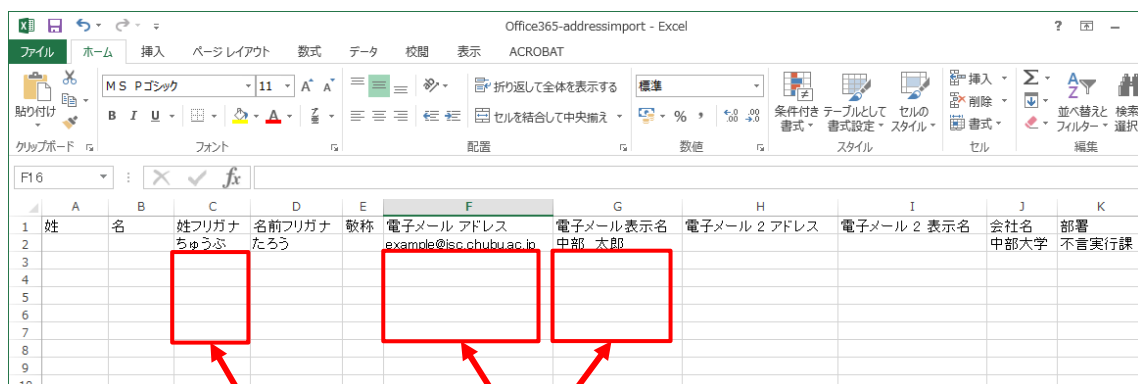 Office365-addressimport - Excel ?
ファイル ホーム 挿入 ページ レイアウト 数式 データ 校閲 表示 ACROBAT
MS Pゴシック 11 A A 折り返して全体を表示する 標準 挿入 Σ
貼り付け B I U A セルを結合して中央揃え % , 条件付き書式 テーブルとして書式設定 セルのスタイル 削除 書式 並べ替えとフィルター 検索 選択
クリップボード フォント 配置 数値 スタイル セル 編集
F16 fx
A B C D E F G H I J K
1 姓 名 姓フリガナ 名前フリガナ 敬称 電子メール アドレス 電子メール表示名 電子メール 2 アドレス 電子メール 2 表示名 会社名 部署
2 ちゅうぶ たろう example@isc.chubu.ac.jp 中部 太郎 中部大学 不言実行課
3
4
5
6
7
8
9
10